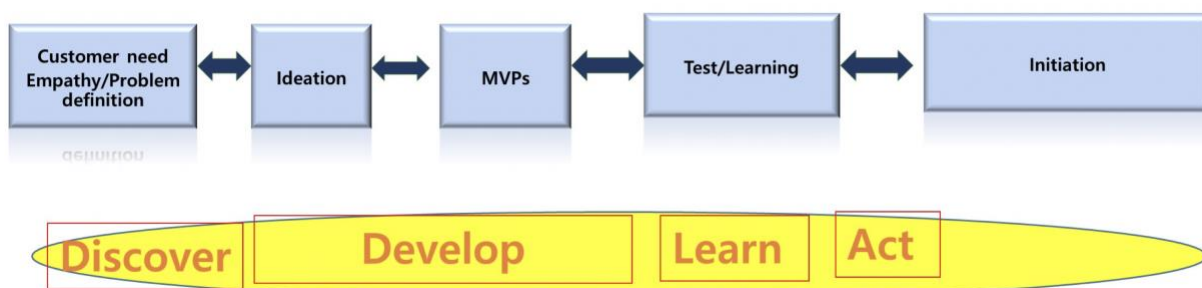 Customer need
Empathy/Problem
definition
Ideation
MVPs
Test/Learning
Initiation
Discover
Develop
Learn
Act